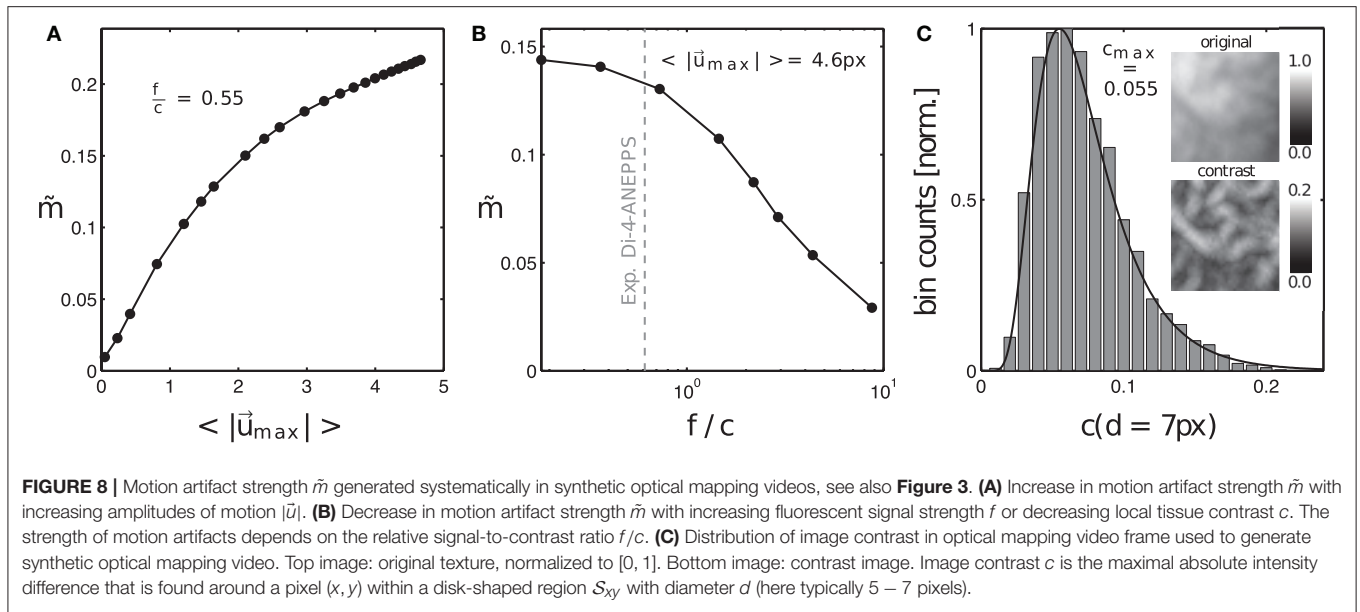 A
f/c = 0.55
m̃
0.2
0.15
0.1
0.05
0
0 1 2 3 4 5
< |u⃗max| >
B
< |u⃗max| > = 4.6px
m̃
0.15
0.1
0.05
0
Exp. Di-4-ANEPPS
10⁰ 10¹
f / c
C
cmax = 0.055
original
1.0
0.0
contrast
0.2
0.0
bin counts [norm.]
1
0.5
0
0 0.1 0.2
c(d = 7px)
FIGURE 8 | Motion artifact strength m̃ generated systematically in synthetic optical mapping videos, see also Figure 3. (A) Increase in motion artifact strength m̃ with
increasing amplitudes of motion |u⃗|. (B) Decrease in motion artifact strength m̃ with increasing fluorescent signal strength f or decreasing local tissue contrast c. The
strength of motion artifacts depends on the relative signal-to-contrast ratio f/c. (C) Distribution of image contrast in optical mapping video frame used to generate
synthetic optical mapping video. Top image: original texture, normalized to [0, 1]. Bottom image: contrast image. Image contrast c is the maximal absolute intensity
difference that is found around a pixel (x, y) within a disk-shaped region Sxy with diameter d (here typically 5 − 7 pixels).